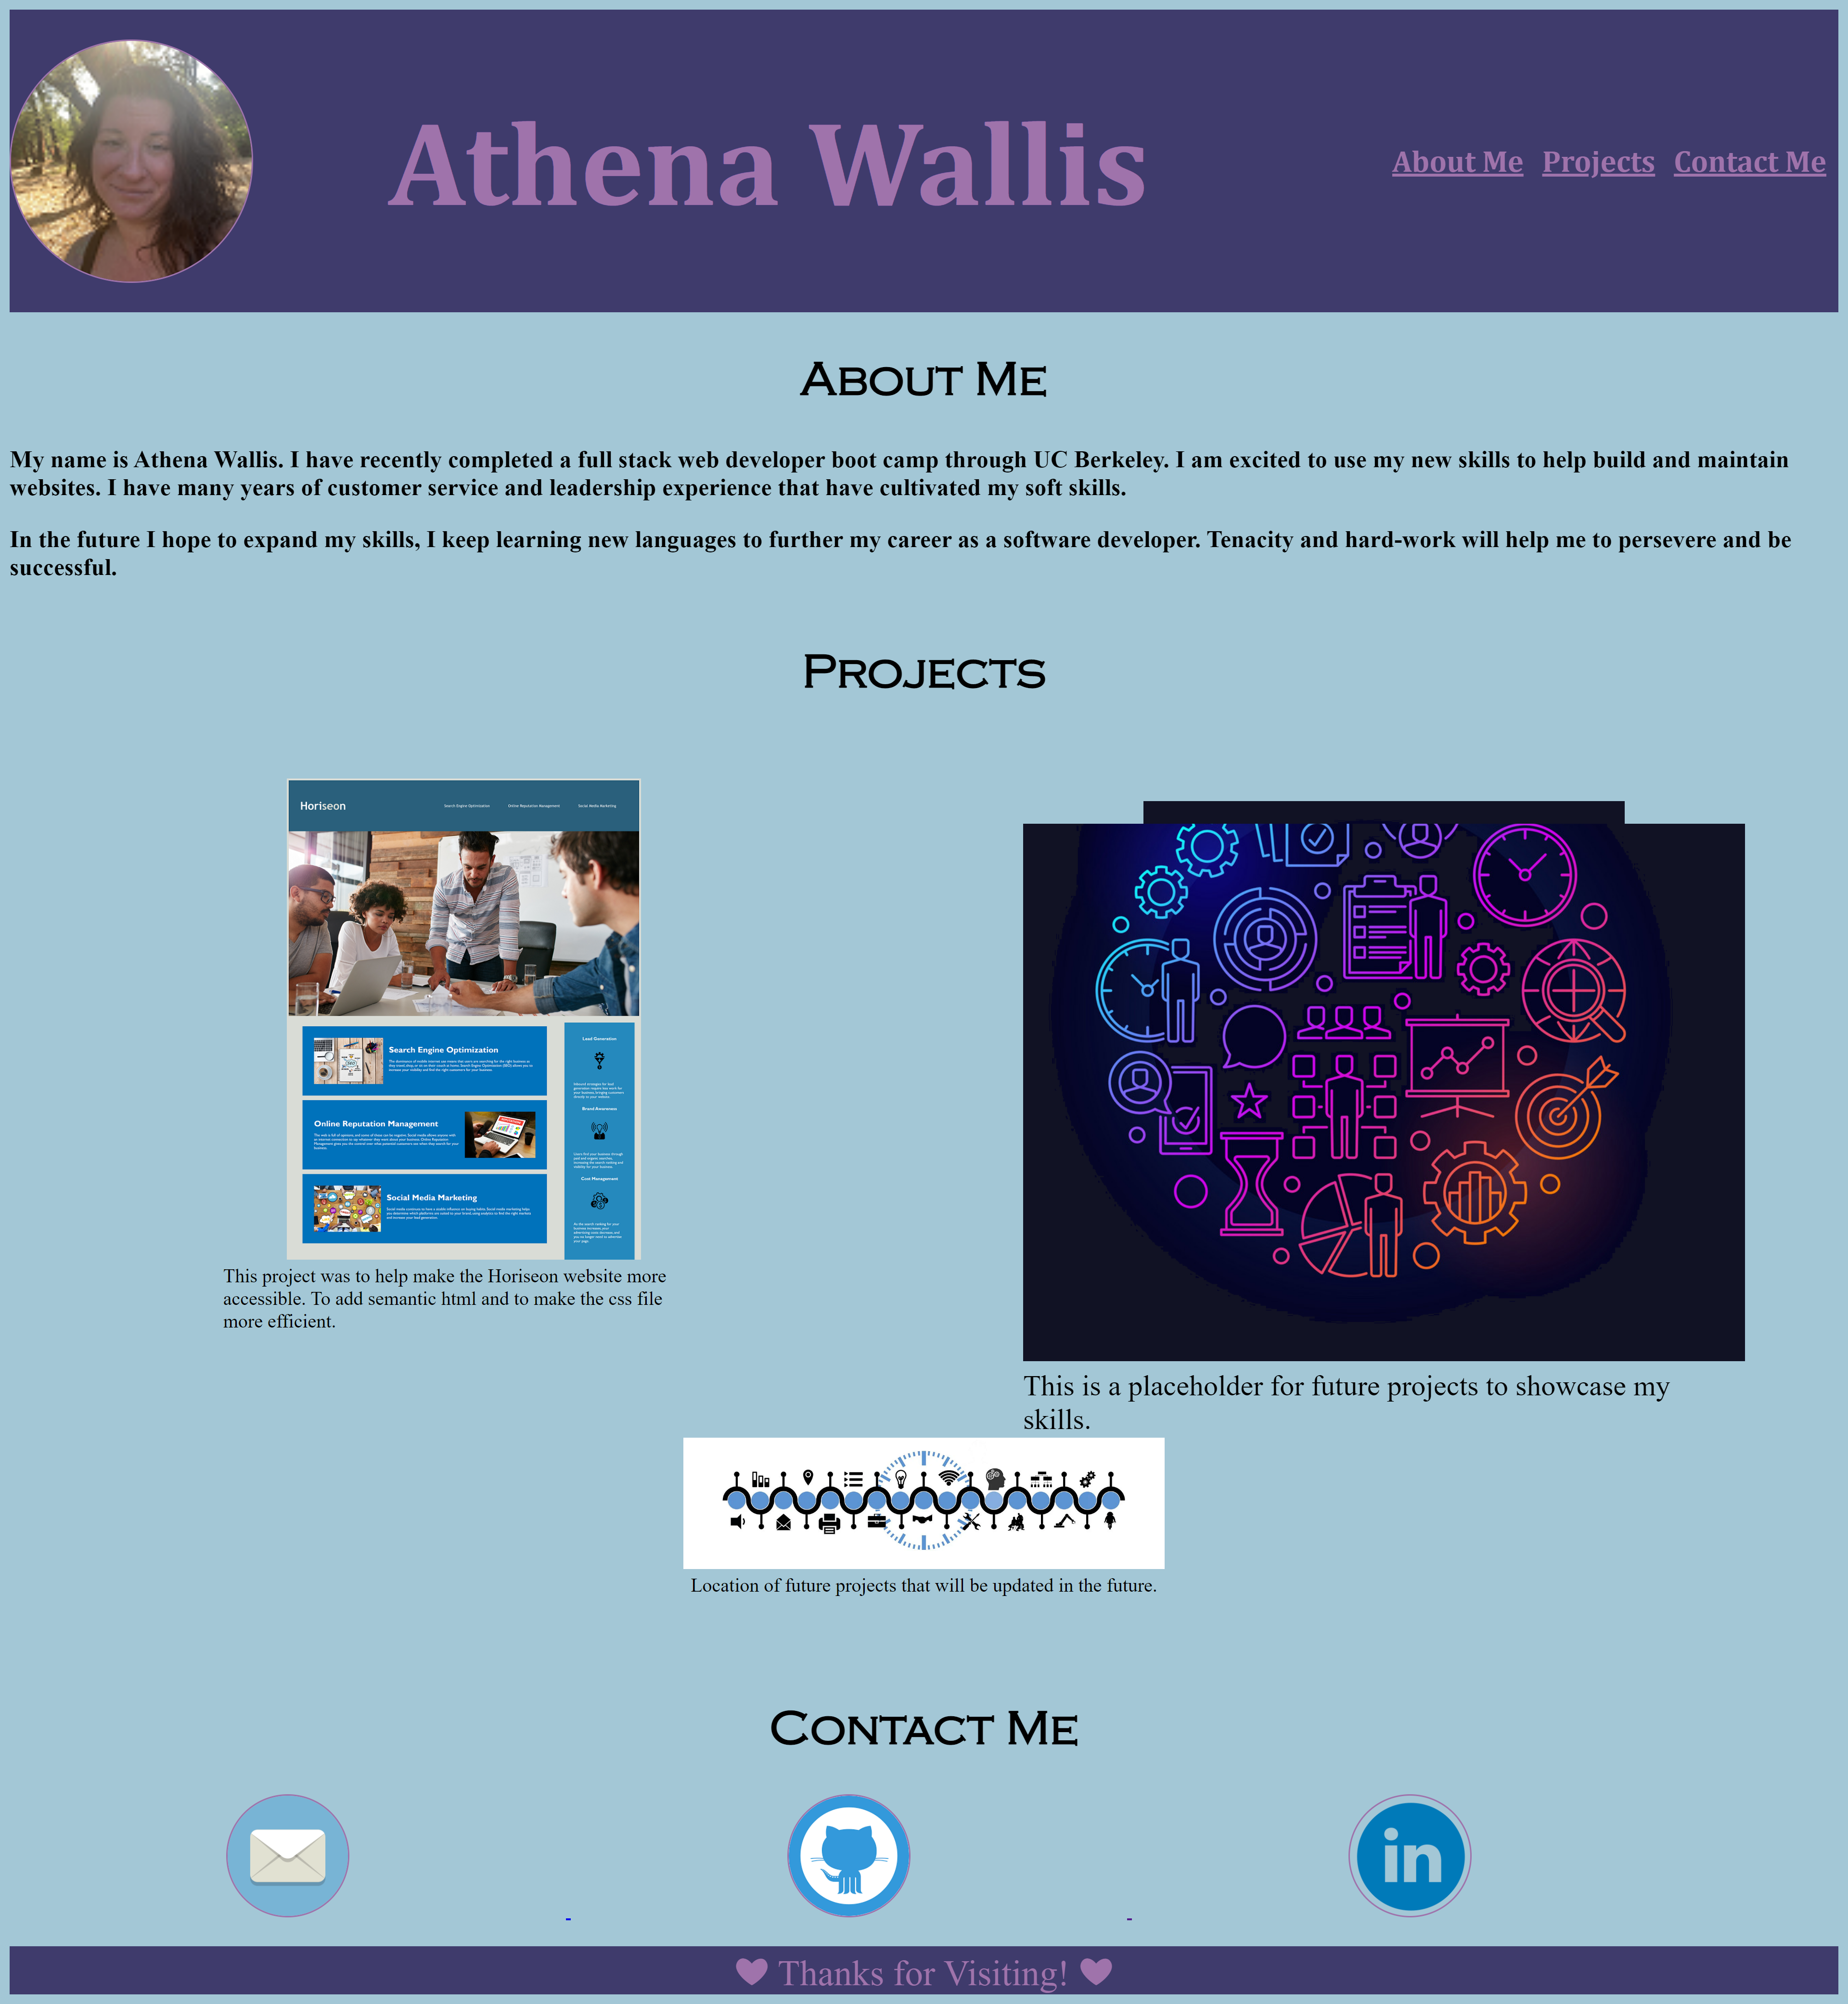 Athena Wallis
About Me Projects Contact Me
About Me
My name is Athena Wallis. I have recently completed a full stack web developer boot camp through UC Berkeley. I am excited to use my new skills to help build and maintain
websites. I have many years of customer service and leadership experience that have cultivated my soft skills.
In the future I hope to expand my skills, I keep learning new languages to further my career as a software developer. Tenacity and hard-work will help me to persevere and be
successful.
Projects
Horiseon
Search Engine Optimization Online Reputation Management Social Media Marketing
Search Engine Optimization
Online Reputation Management
Social Media Marketing
Lead Generation
Brand Awareness
Cost Management
This project was to help make the Horiseon website more
accessible. To add semantic html and to make the css file
more efficient.
This is a placeholder for future projects to showcase my
skills.
Location of future projects that will be updated in the future.
Contact Me
in
Thanks for Visiting!